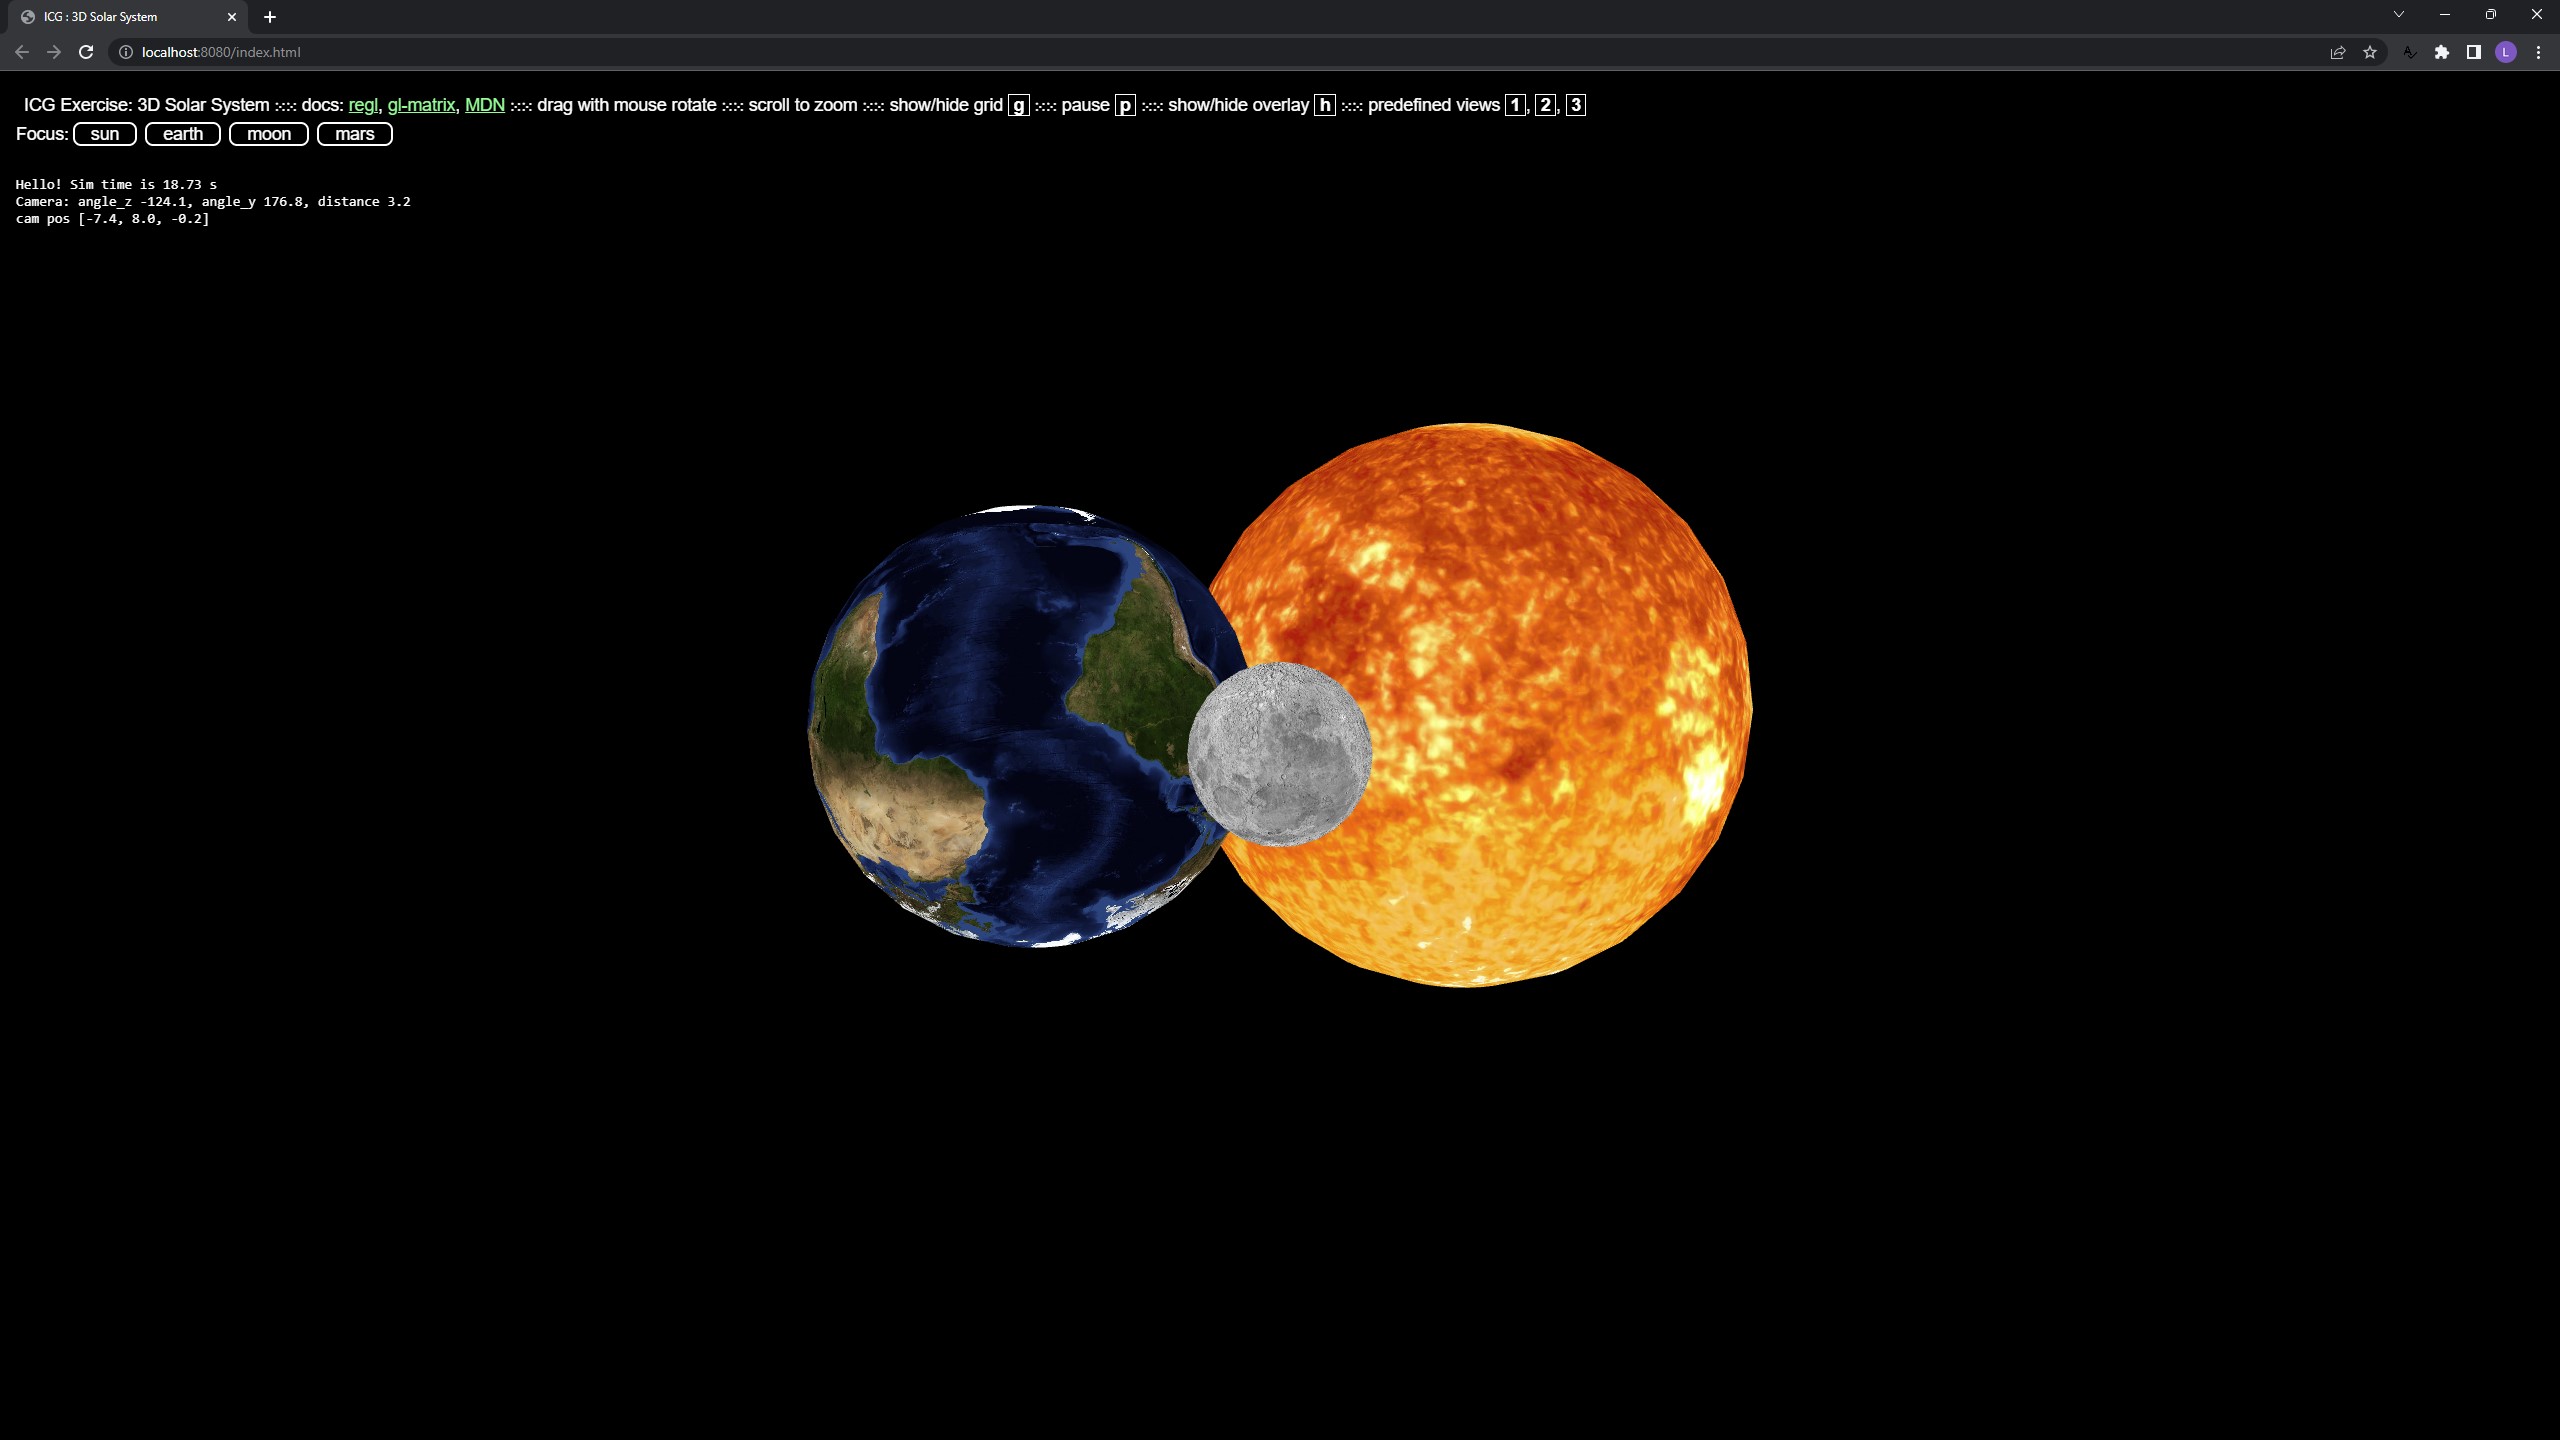 ICG : 3D Solar System
localhost:8080/index.html
L
ICG Exercise: 3D Solar System :::: docs: regl, gl-matrix, MDN :::: drag with mouse rotate :::: scroll to zoom :::: show/hide grid g :::: pause p :::: show/hide overlay h :::: predefined views 1, 2, 3
Focus: sun earth moon mars
Hello! Sim time is 18.73 s
Camera: angle_z -124.1, angle_y 176.8, distance 3.2
cam pos [-7.4, 8.0, -0.2]